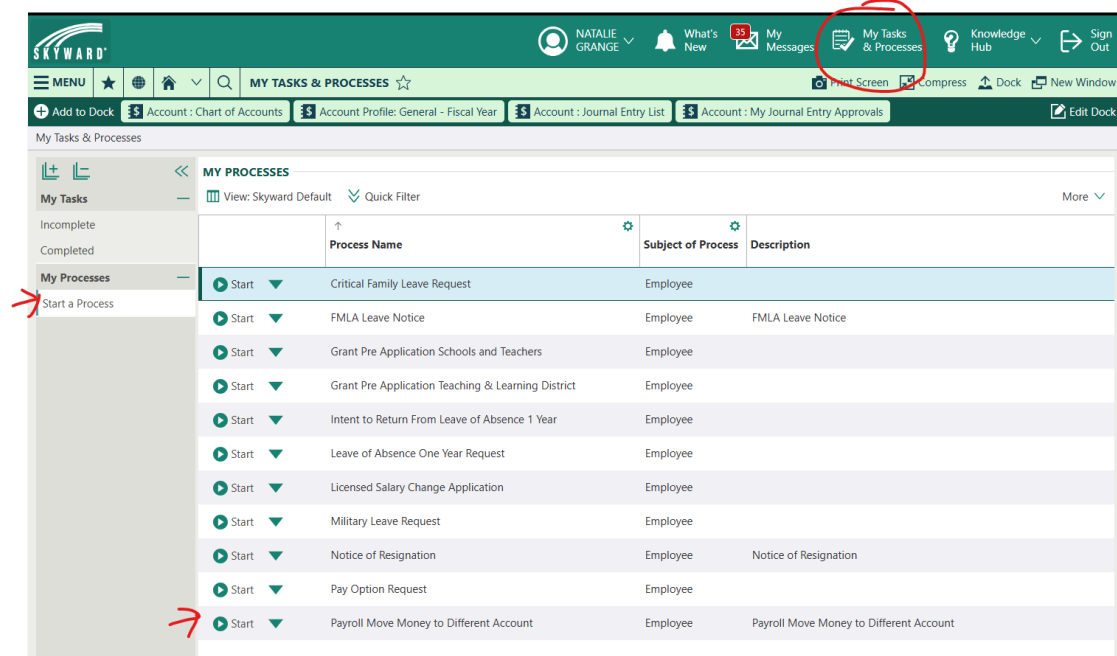 SKYWARD
NATALIE GRANGE
What's New
35
My Messages
My Tasks & Processes
Knowledge Hub
Sign Out
MENU
MY TASKS & PROCESSES
Print Screen
Compress
Dock
New Window
Add to Dock
Account : Chart of Accounts
Account Profile: General - Fiscal Year
Account : Journal Entry List
Account : My Journal Entry Approvals
Edit Dock
My Tasks & Processes
My Tasks
Incomplete
Completed
My Processes
Start a Process
MY PROCESSES
View: Skyward Default
Quick Filter
More
Process Name
Subject of Process
Description
Start Critical Family Leave Request Employee
Start FMLA Leave Notice Employee FMLA Leave Notice
Start Grant Pre Application Schools and Teachers Employee
Start Grant Pre Application Teaching & Learning District Employee
Start Intent to Return From Leave of Absence 1 Year Employee
Start Leave of Absence One Year Request Employee
Start Licensed Salary Change Application Employee
Start Military Leave Request Employee
Start Notice of Resignation Employee Notice of Resignation
Start Pay Option Request Employee
Start Payroll Move Money to Different Account Employee Payroll Move Money to Different Account